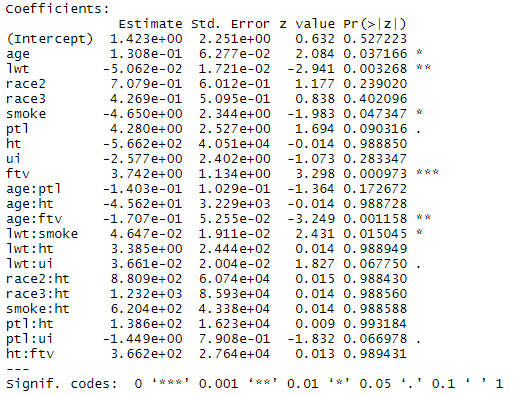 Coefficients:
              Estimate Std. Error z value Pr(>|z|)
(Intercept)  1.423e+00  2.251e+00   0.632 0.527223
age          1.308e-01  6.277e-02   2.084 0.037166 *
lwt         -5.062e-02  1.721e-02  -2.941 0.003268 **
race2        7.079e-01  6.012e-01   1.177 0.239020
race3        4.269e-01  5.095e-01   0.838 0.402096
smoke       -4.650e+00  2.344e+00  -1.983 0.047347 *
ptl          4.280e+00  2.527e+00   1.694 0.090316 .
ht          -5.662e+02  4.051e+04  -0.014 0.988850
ui          -2.577e+00  2.402e+00  -1.073 0.283347
ftv          3.742e+00  1.134e+00   3.298 0.000973 ***
age:ptl     -1.403e-01  1.029e-01  -1.364 0.172672
age:ht      -4.562e+01  3.229e+03  -0.014 0.988728
age:ftv     -1.707e-01  5.255e-02  -3.249 0.001158 **
lwt:smoke    4.647e-02  1.911e-02   2.431 0.015045 *
lwt:ht       3.385e+00  2.444e+02   0.014 0.988949
lwt:ui       3.661e-02  2.004e-02   1.827 0.067750 .
race2:ht     8.809e+02  6.074e+04   0.015 0.988430
race3:ht     1.232e+03  8.593e+04   0.014 0.988560
smoke:ht     6.204e+02  4.338e+04   0.014 0.988588
ptl:ht       1.386e+02  1.623e+04   0.009 0.993184
ptl:ui      -1.449e+00  7.908e-01  -1.832 0.066978 .
ht:ftv       3.662e+02  2.764e+04   0.013 0.989431
---
Signif. codes:  0 ‘***’ 0.001 ‘**’ 0.01 ‘*’ 0.05 ‘.’ 0.1 ‘ ’ 1